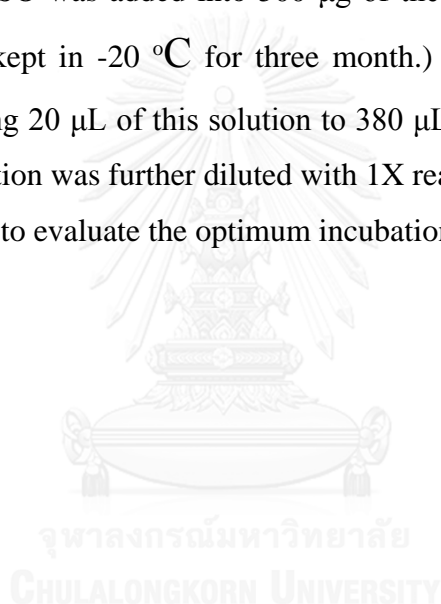 was added into 500 μg of the
kept in -20 °C for three month.)
ng 20 μL of this solution to 380 μL
tion was further diluted with 1X rea
to evaluate the optimum incubation
จุฬาลงกรณ์มหาวิทยาลัย
CHULALONGKORN UNIVERSITY